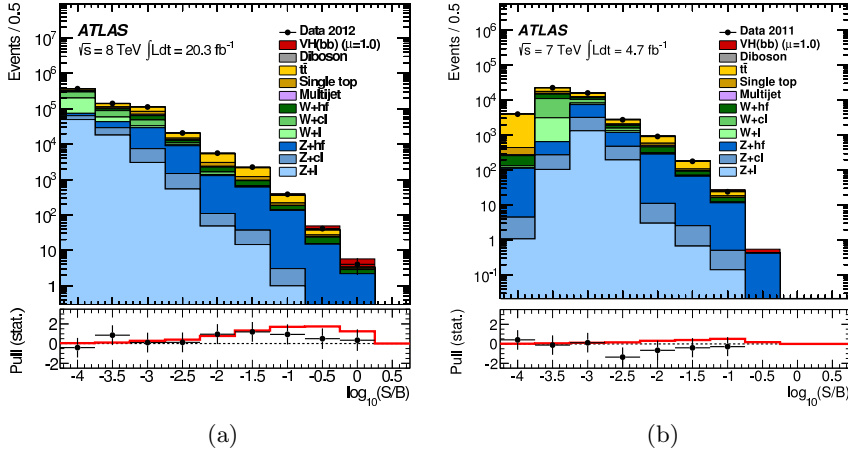 Events / 0.5
10⁷
10⁶
10⁵
10⁴
10³
10²
10
1
ATLAS
√s = 8 TeV ∫Ldt = 20.3 fb⁻¹
Data 2012
VH(bb) (μ=1.0)
Diboson
tt̄
Single top
Multijet
W+hf
W+cl
W+l
Z+hf
Z+cl
Z+l
Pull (stat.)
2
0
-2
-4 -3.5 -3 -2.5 -2 -1.5 -1 -0.5 0 0.5
log₁₀(S/B)
(a)
Events / 0.5
10⁶
10⁵
10⁴
10³
10²
10
1
10⁻¹
ATLAS
√s = 7 TeV ∫Ldt = 4.7 fb⁻¹
Data 2011
VH(bb) (μ=1.0)
Diboson
tt̄
Single top
Multijet
W+hf
W+cl
W+l
Z+hf
Z+cl
Z+l
Pull (stat.)
2
0
-2
-4 -3.5 -3 -2.5 -2 -1.5 -1 -0.5 0 0.5
log₁₀(S/B)
(b)